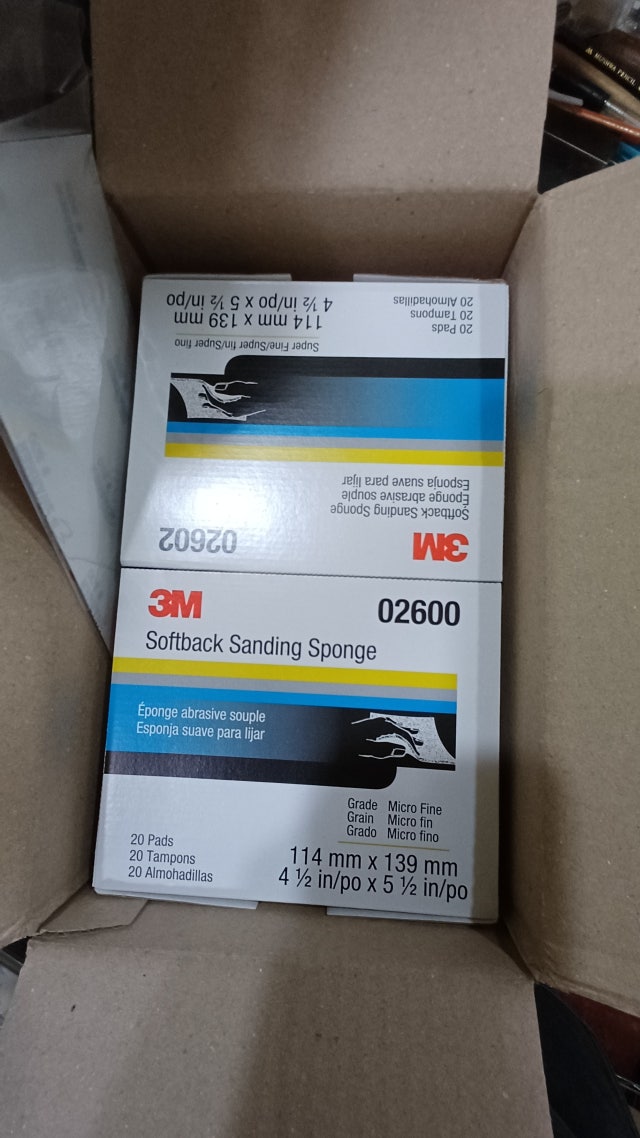 114 mm x 139 mm
4 ½ in/po x 5 ½ in/po
20 Pads
20 Tampons
20 Almohadillas
Super Fine/Super fin/Super fino
Softback Sanding Sponge
Éponge abrasive souple
Esponja suave para lijar
3M
02602
3M
02600
Softback Sanding Sponge
Éponge abrasive souple
Esponja suave para lijar
Grade Micro Fine
Grain Micro fin
Grado Micro fino
20 Pads
20 Tampons
20 Almohadillas
114 mm x 139 mm
4 ½ in/po x 5 ½ in/po